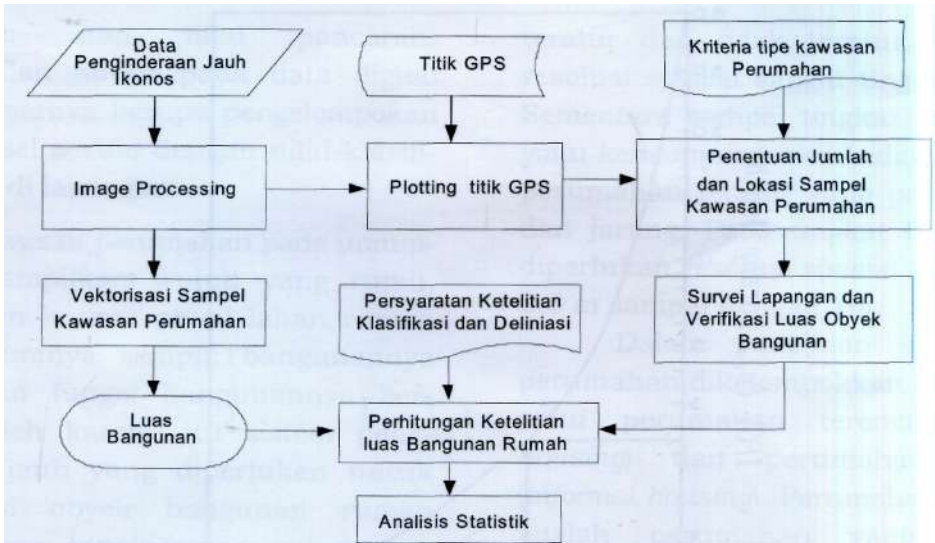 Data
Penginderaan Jauh
Ikonos
Titik GPS
Kriteria tipe kawasan
Perumahan
Image Processing
Plotting titik GPS
Penentuan Jumlah
dan Lokasi Sampel
Kawasan Perumahan
Vektorisasi Sampel
Kawasan Perumahan
Persyaratan Ketelitian
Klasifikasi dan Deliniasi
Survei Lapangan dan
Verifikasi Luas Obyek
Bangunan
Luas
Bangunan
Perhitungan Ketelitian
luas Bangunan Rumah
Analisis Statistik